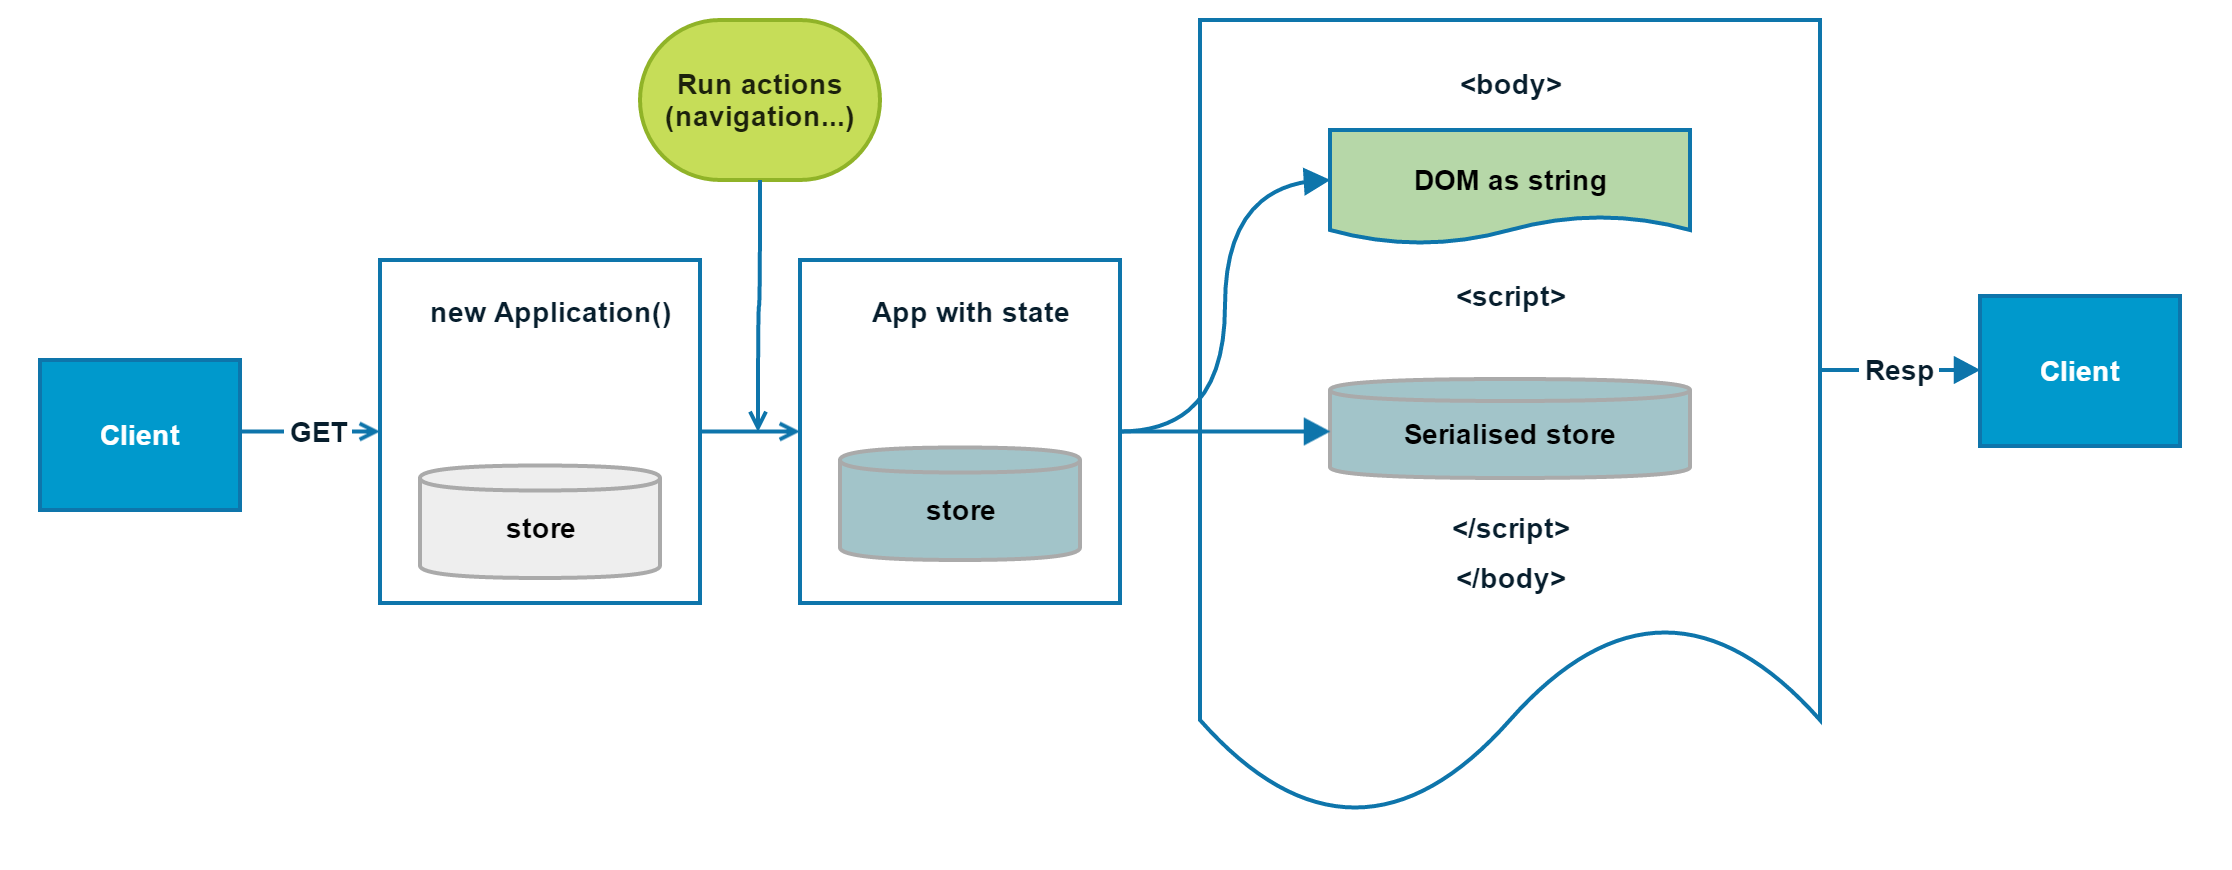 Client
GET
new Application()
store
Run actions
(navigation...)
App with state
store
<body>
DOM as string
<script>
Serialised store
</script>
</body>
Resp
Client